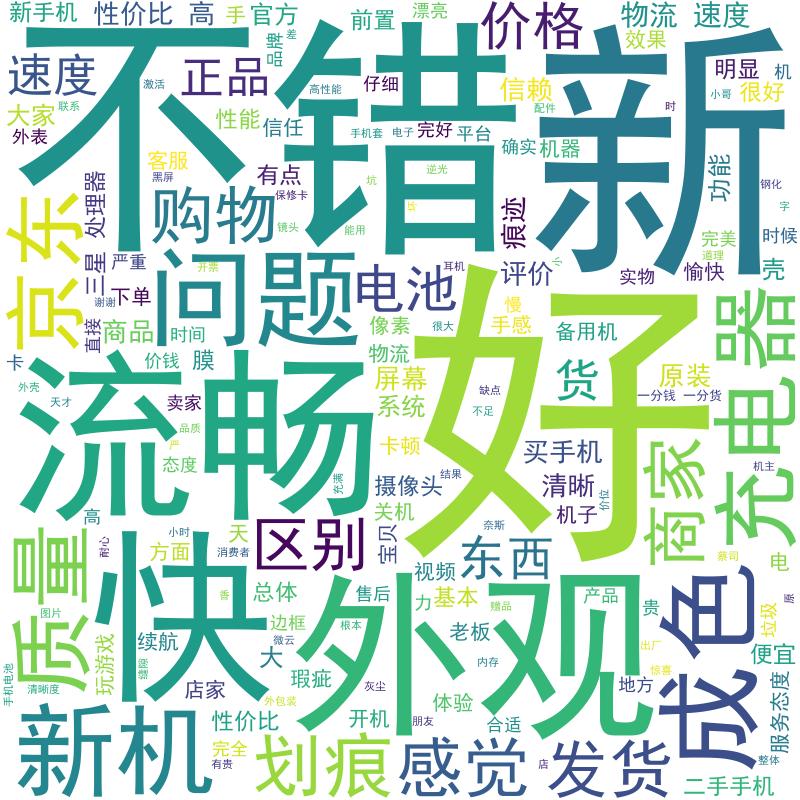 新手机
性价比 高
手
官方
前置
漂亮
价格
物流 速度
品牌
差
效果
不错
新
速度
正品
激活
高性能
仔细
信赖
明显
机
小哥
很好
大家
联系
性能
信任
手机套
电子
完好
平台
配件
时
确实
机器
外表
客服
黑屏
有点
保修卡
坑
逆光
功能
钢化
京东
处理器
购物
镜头
能用
痕迹
完美
字
三星
严重
开票
问题
电池
耳机
评价
小
实物
愉快
道理
时候
壳
谢谢
下单
直接
商品
时间
像素
很大
慢
手感
备用机
充电器
卡
价钱
膜
物流
好
货
原装
外壳
天才
卖家
屏幕
系统
缺点
不足
一分钱 一分货
流畅
品质
严
态度
卡顿
买手机
商家
充满
摄像头
结果
清晰
机主
价位
关机
机子
质量
高
小时
天
区别
宝贝
奈斯
耐心
方面
消费者
东西
蔡司
电
快
视频
图片
香
总体
售后
力
基本
赠品
外观
产品
贵
原
成色
垃圾
玩游戏
续航
边框
微云
根本
老板
出厂
便宜
手机电池
清晰度
大
瑕疵
内存
惊喜
店家
灰尘
地方
服务态度
新机
性价比
外包装
开机
朋友
体验
合适
完全
有贵
划痕
感觉
店
发货
整体
二手手机